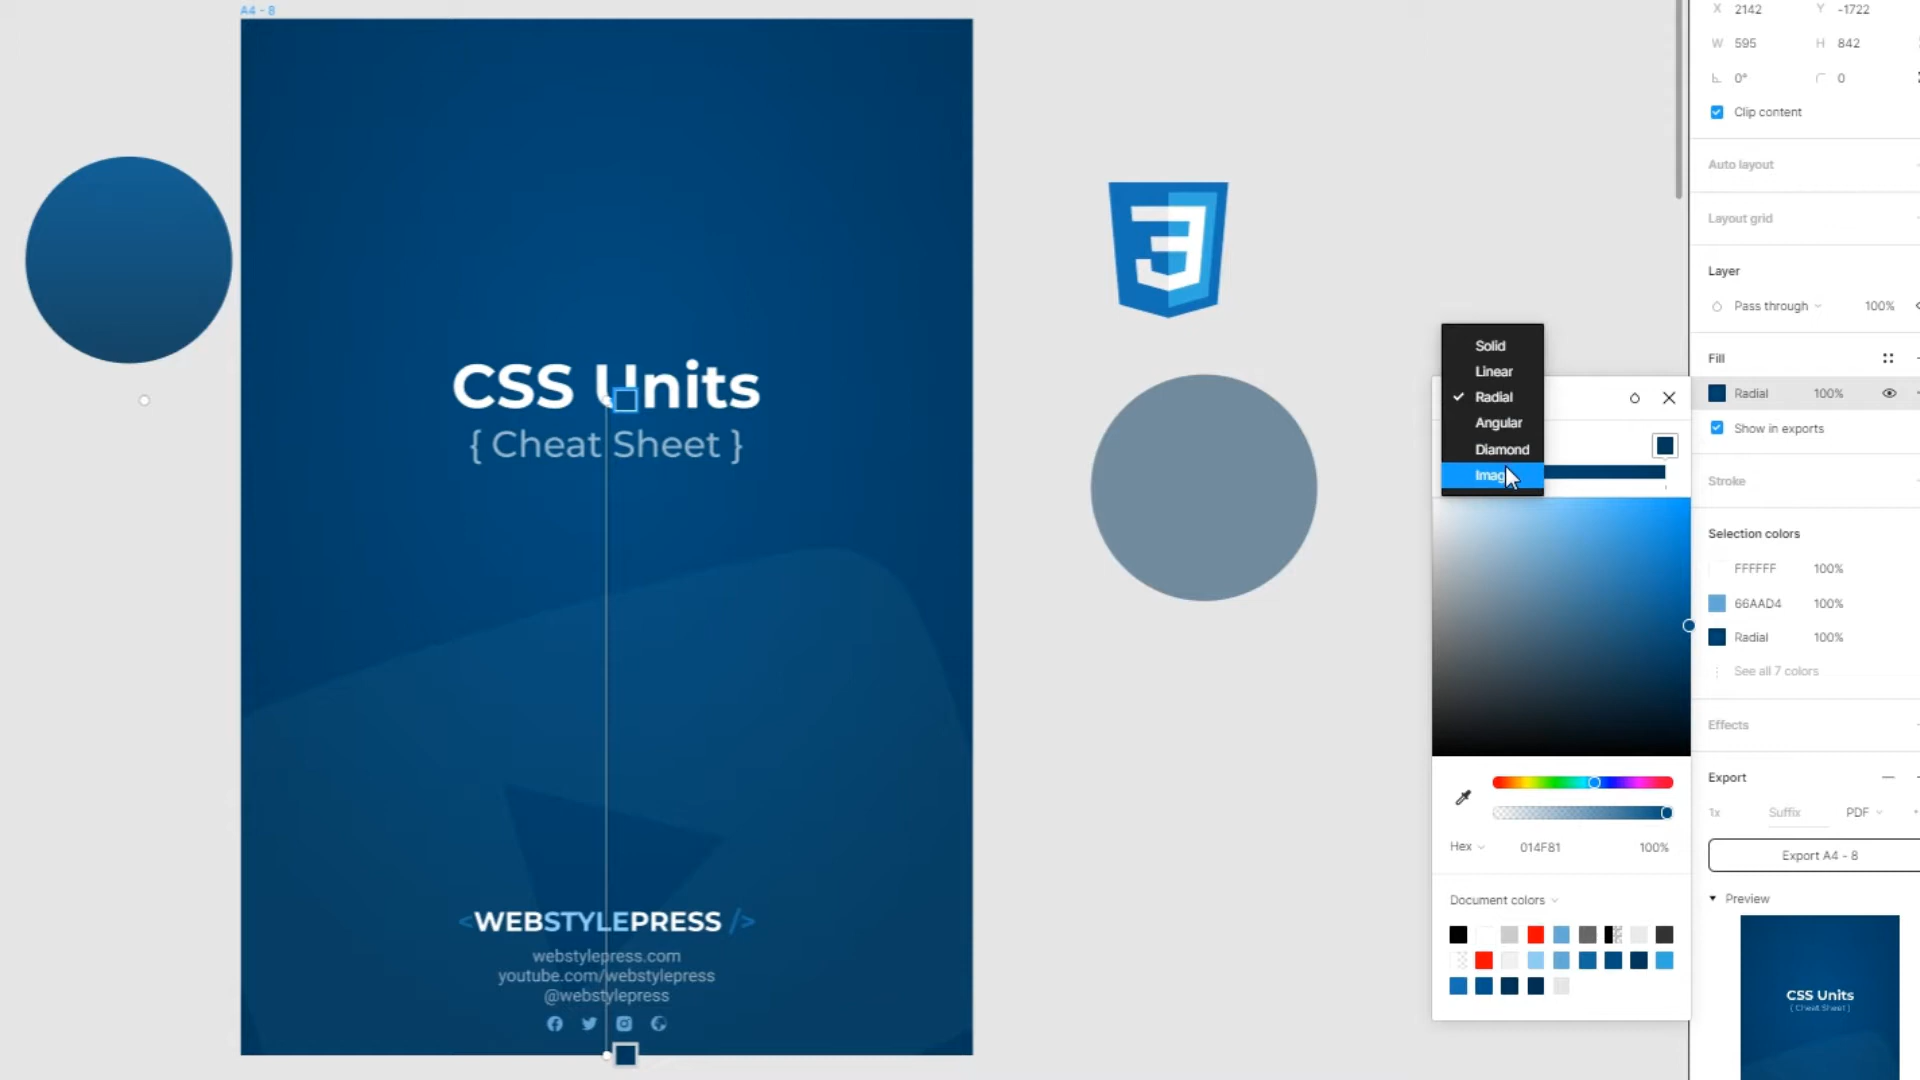 A4 - 8
CSS Units
{ Cheat Sheet }
<WEBSTYLEPRESS />
webstylepress.com
youtube.com/webstylepress
@webstylepress
Solid
Linear
Radial
Angular
Diamond
Hex 014F81 100%
Document colors
X 2142 Y -1722
W 595 H 842
0° 0
Clip content
Auto layout
Layout grid
Layer
Pass through 100%
Fill
Radial 100%
Show in exports
Stroke
Selection colors
FFFFFF 100%
66AAD4 100%
Radial 100%
See all 7 colors
Effects
Export
1x Suffix PDF
Export A4 - 8
Preview
CSS Units
{ Cheat Sheet }